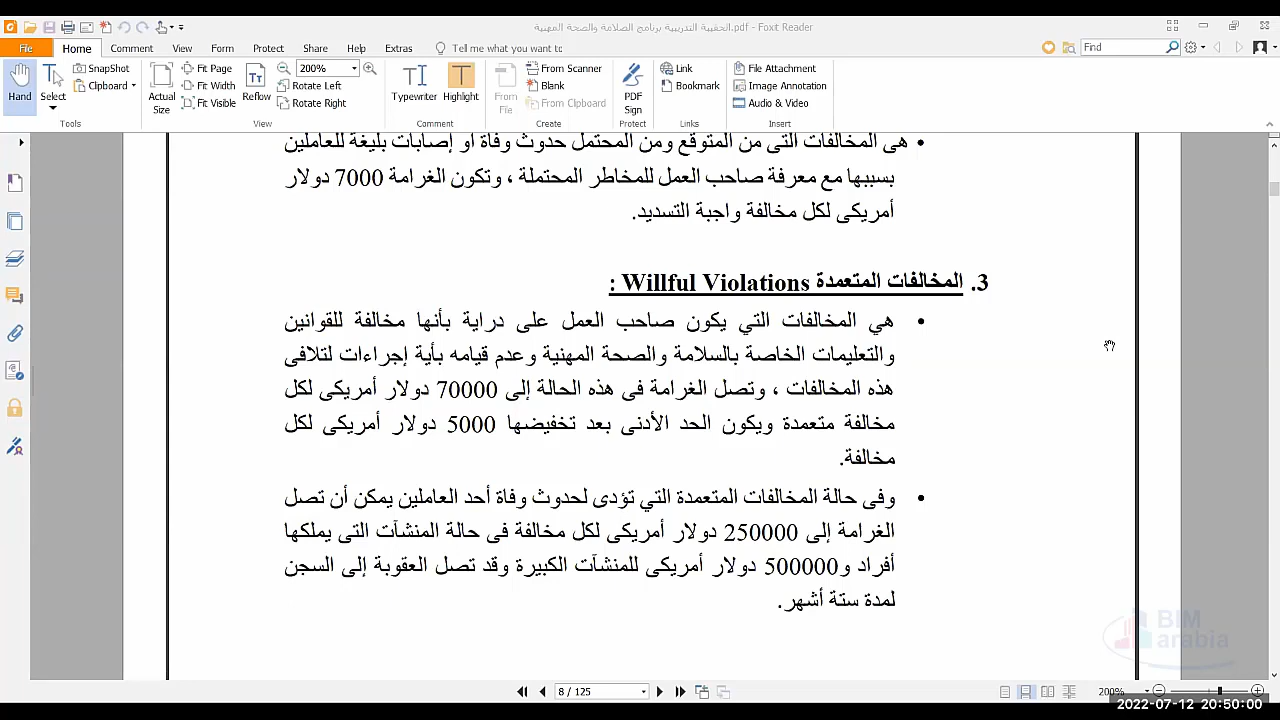 الحقيبة التدريبية برنامج الصلامة والصحة المهنية.pdf - Foxit Reader
File Home Comment View Form Protect Share Help Extras Tell me what you want to Find
Hand Select SnapShot Clipboard Tools
Actual Size Fit Page Fit Width Fit Visible Reflow 200% Rotate Left Rotate Right View
Typewriter Highlight Comment
From File From Scanner Blank From Clipboard Create
PDF Sign Protect
Link Bookmark Links
File Attachment Image Annotation Audio & Video Insert
• هى المخالفات التى من المتوقع ومن المحتمل حدوث وفاة او إصابات بليغة للعاملين
بسببها مع معرفة صاحب العمل للمخاطر المحتملة ، وتكون الغرامة 7000 دولار
أمريكى لكل مخالفة واجبة التسديد.
3. المخالفات المتعمدة Willful Violations :
• هي المخالفات التي يكون صاحب العمل على دراية بأنها مخالفة للقوانين
والتعليمات الخاصة بالسلامة والصحة المهنية وعدم قيامه بأية إجراءات لتلافى
هذه المخالفات ، وتصل الغرامة فى هذه الحالة إلى 70000 دولار أمريكى لكل
مخالفة متعمدة ويكون الحد الأدنى بعد تخفيضها 5000 دولار أمريكى لكل
مخالفة.
• وفى حالة المخالفات المتعمدة التي تؤدى لحدوث وفاة أحد العاملين يمكن أن تصل
الغرامة إلى 250000 دولار أمريكى لكل مخالفة فى حالة المنشآت التى يملكها
أفراد و500000 دولار أمريكى للمنشآت الكبيرة وقد تصل العقوبة إلى السجن
لمدة ستة أشهر.
BIM
arabia
8 / 125
200%
2022-07-12 20:50:00